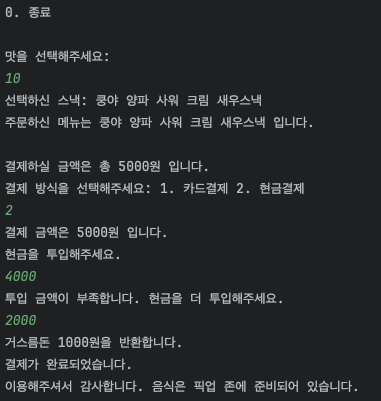 0. 종료
맛을 선택해주세요:
10
선택하신 스낵: 쿵야 양파 사워 크림 새우스낵
주문하신 메뉴는 쿵야 양파 사워 크림 새우스낵 입니다.
결제하실 금액은 총 5000원 입니다.
결제 방식을 선택해주세요: 1. 카드결제 2. 현금결제
2
결제 금액은 5000원 입니다.
현금을 투입해주세요.
4000
투입 금액이 부족합니다. 현금을 더 투입해주세요.
2000
거스름돈 1000원을 반환합니다.
결제가 완료되었습니다.
이용해주셔서 감사합니다. 음식은 픽업 존에 준비되어 있습니다.